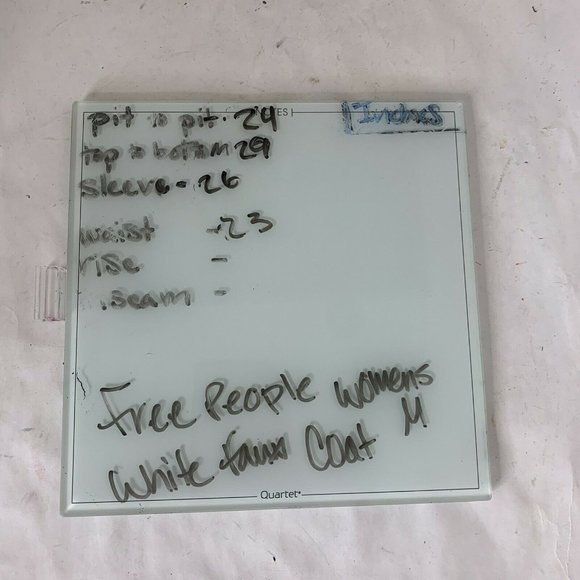 ES |
Inches
pit to pit · 24
top to bottom 29
sleeve - 26
waist - 23
rise -
.seam -
Free People womens
White faux Coat M
Quartet®